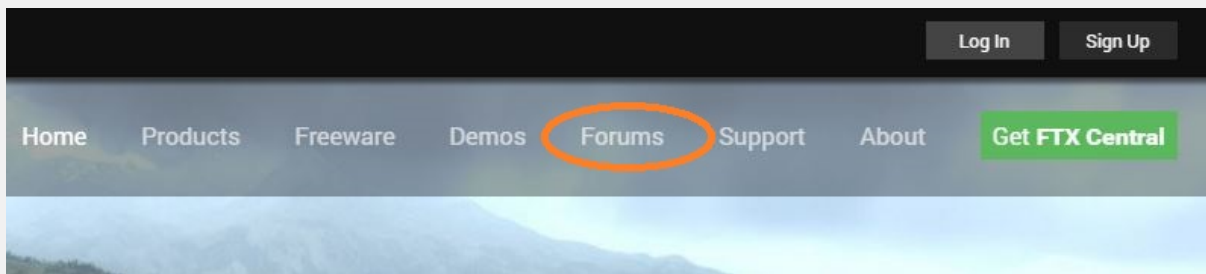 Log In Sign Up
Home Products Freeware Demos Forums Support About Get FTX Central